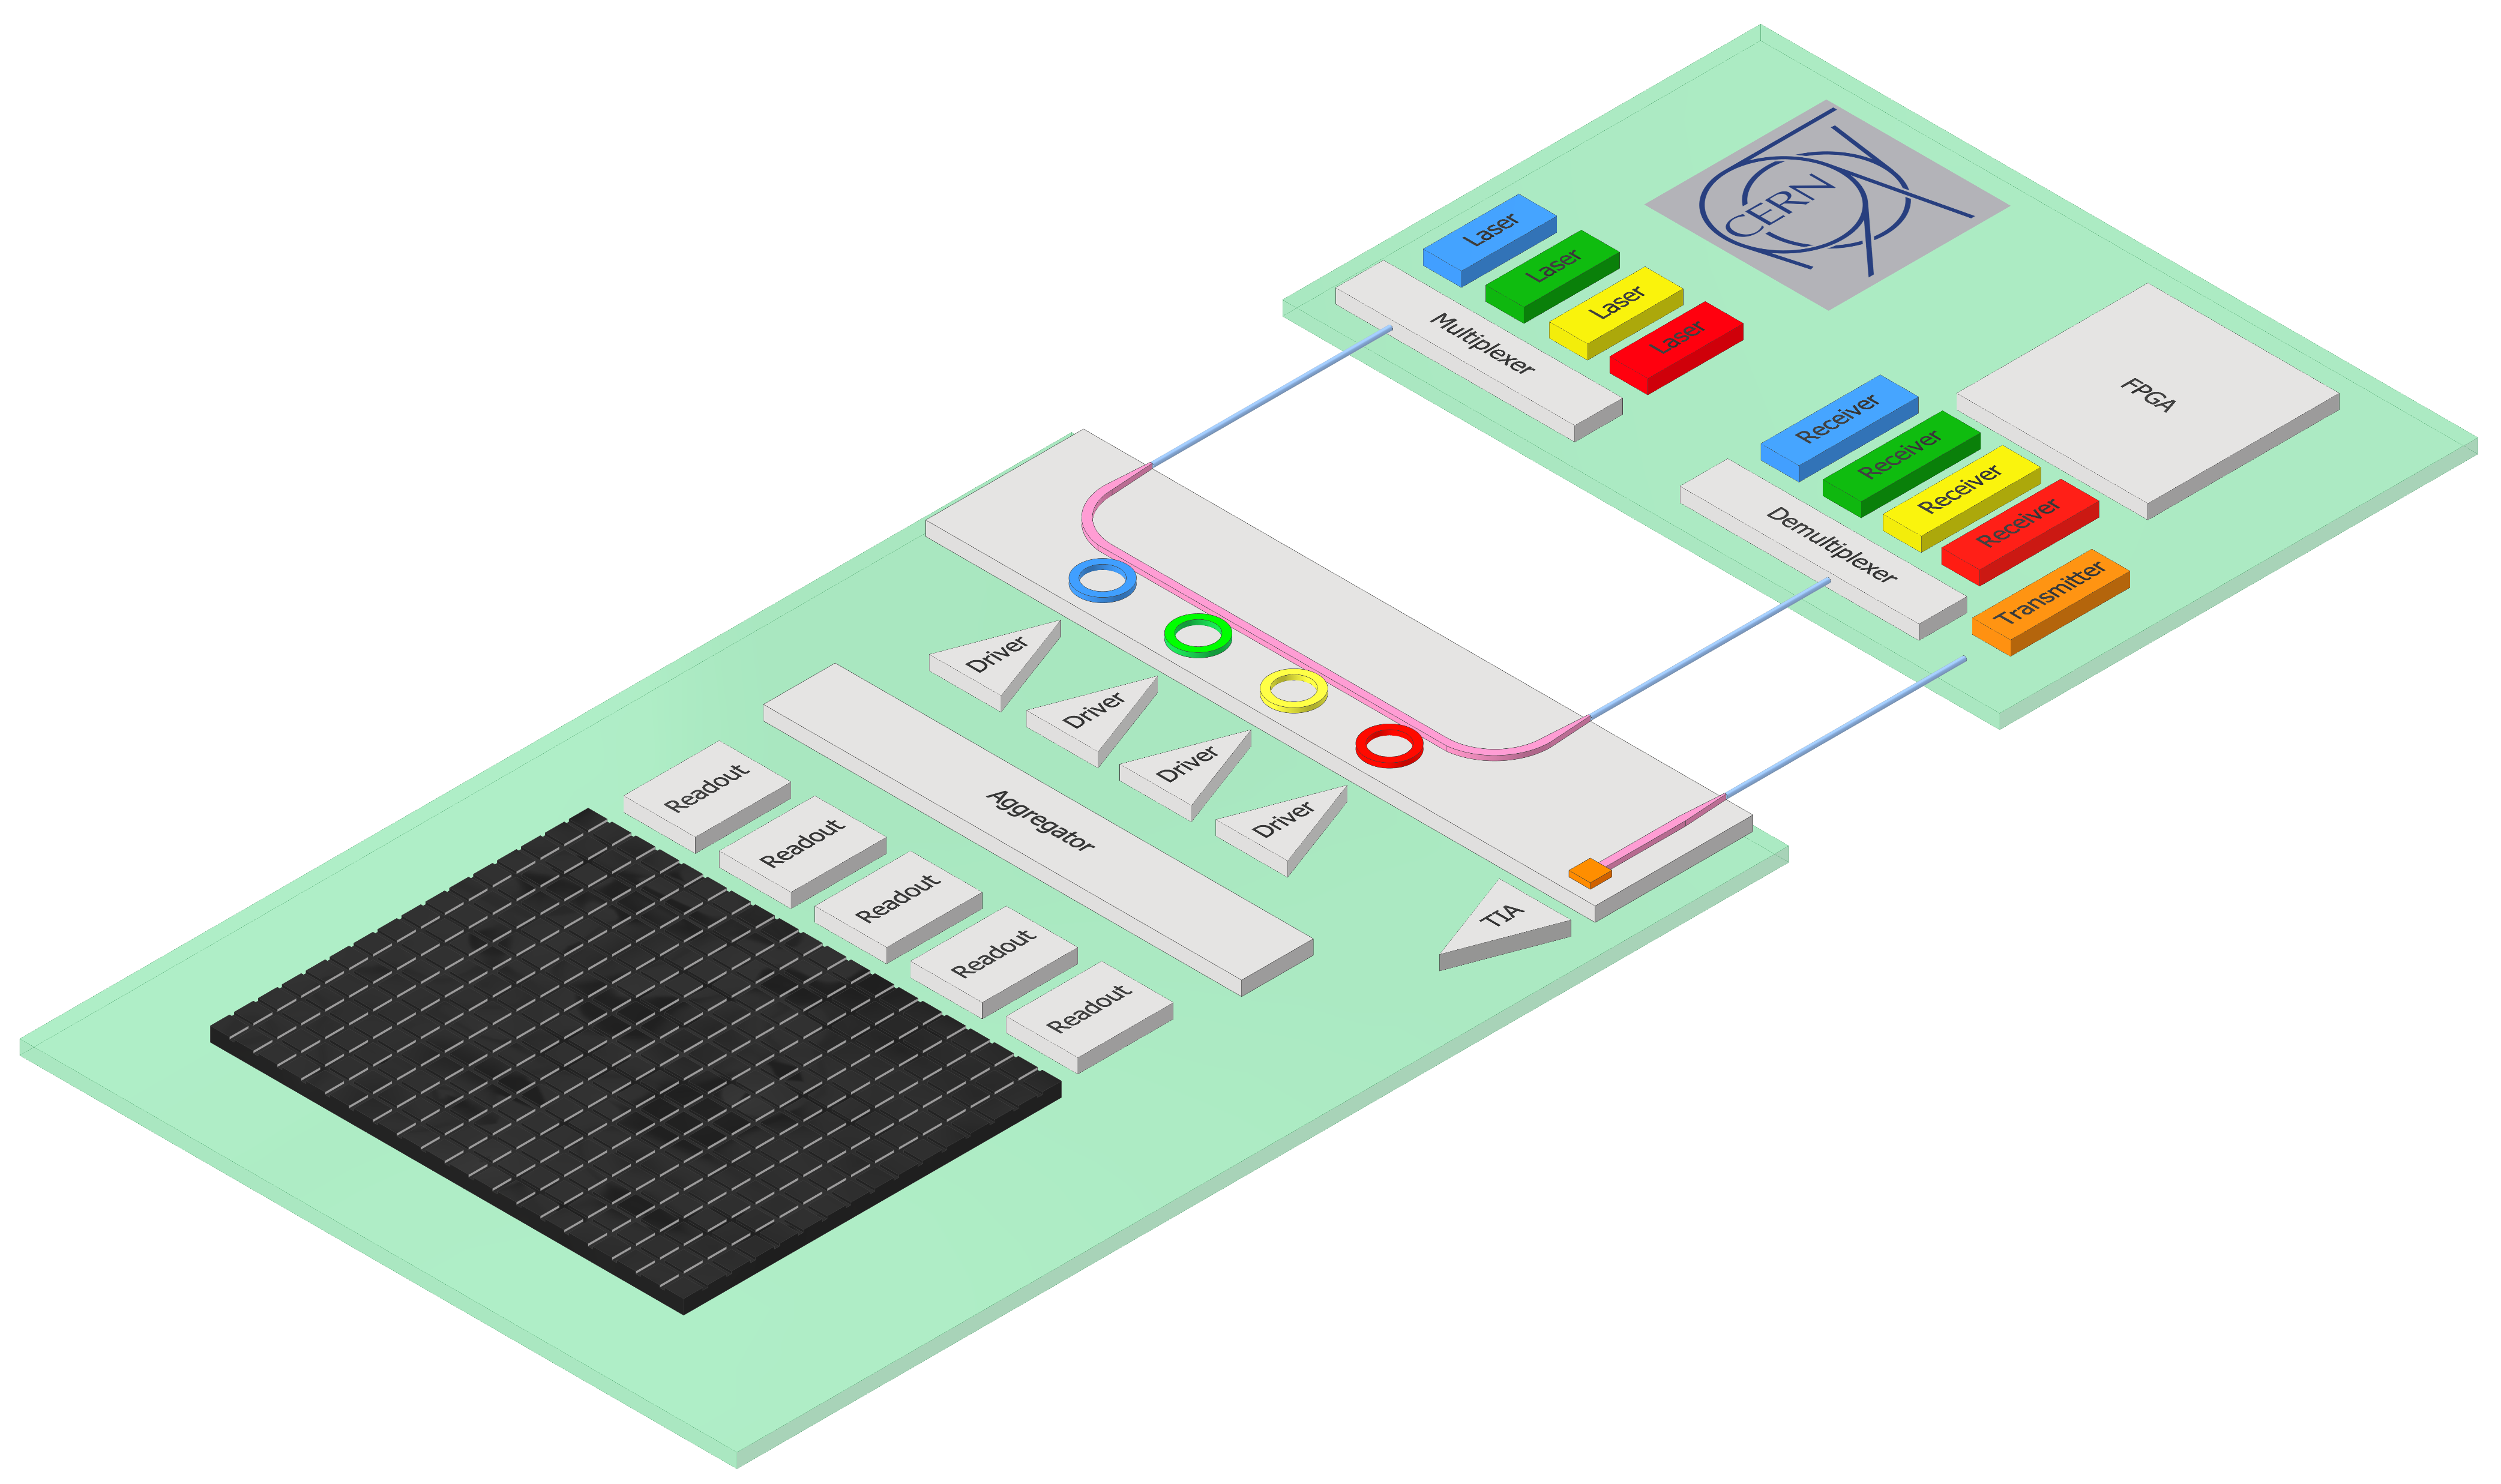 CERN
Laser
Laser
Laser
Laser
Multiplexer
FPGA
Receiver
Receiver
Receiver
Receiver
Demultiplexer
Transmitter
Driver
Driver
Driver
Driver
Aggregator
TIA
Readout
Readout
Readout
Readout
Readout